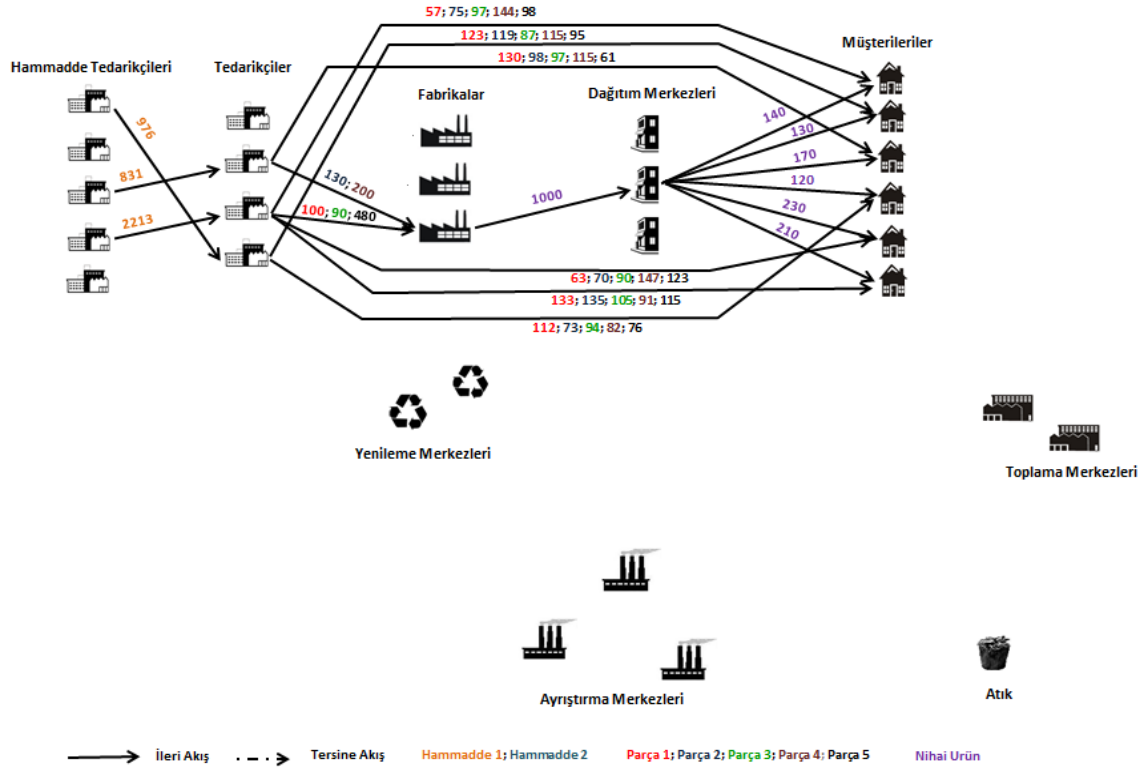 57; 75; 97; 144; 98
123; 119; 87; 115; 95
130; 98; 97; 115; 61
Müşterileriler
Hammadde Tedarikçileri
Tedarikçiler
Fabrikalar
Dağıtım Merkezleri
976
140
130
831
170
130; 200
120
1000
100; 90; 480
2213
230
210
63; 70; 90; 147; 123
133; 135; 105; 91; 115
112; 73; 94; 82; 76
Yenileme Merkezleri
Toplama Merkezleri
Ayrıştırma Merkezleri
Atık
İleri Akış
Tersine Akış
Hammadde 1; Hammadde 2
Parça 1; Parça 2; Parça 3; Parça 4; Parça 5
Nihai Urün